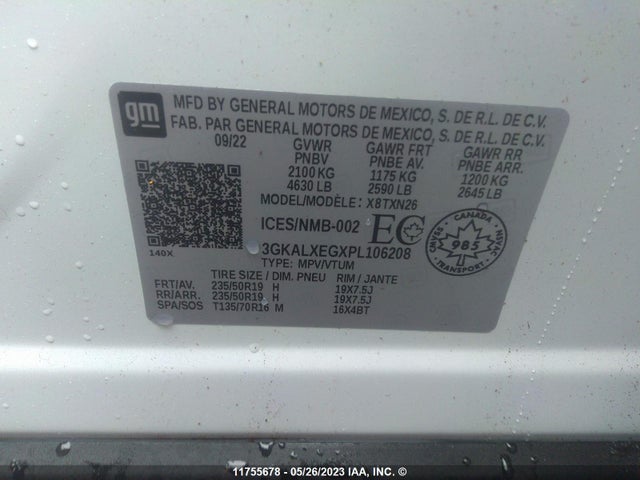 gm
MFD BY GENERAL MOTORS DE MEXICO, S. DE R.L. DE C.V.
FAB. PAR GENERAL MOTORS DE MEXICO, S. DE R.L. DE C.V.
09/22 GVWR GAWR FRT GAWR RR
PNBV PNBE AV. PNBE ARR.
2100 KG 1175 KG 1200 KG
4630 LB 2590 LB 2645 LB
MODEL/MODÈLE: X8TXN26
ICES/NMB-002 EC
3GKALXEGXPL106208
TYPE: MPV/VTUM
140X
CANADA
985
CMVSS
NSVAC
TIRE SIZE / DIM. PNEU RIM / JANTE
FRT/AV. 235/50R19 H 19X7.5J
RR/ARR. 235/50R19 H 19X7.5J
SPA/SOS T135/70R16 M 16X4BT
11755678 - 05/26/2023 IAA, INC. ©